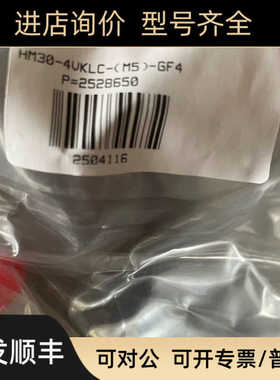 进店询价 型号齐全
HM30-4VKLC-(M5)-GF4
P=2528650
2504116
发顺丰
可对公 可开专票/普